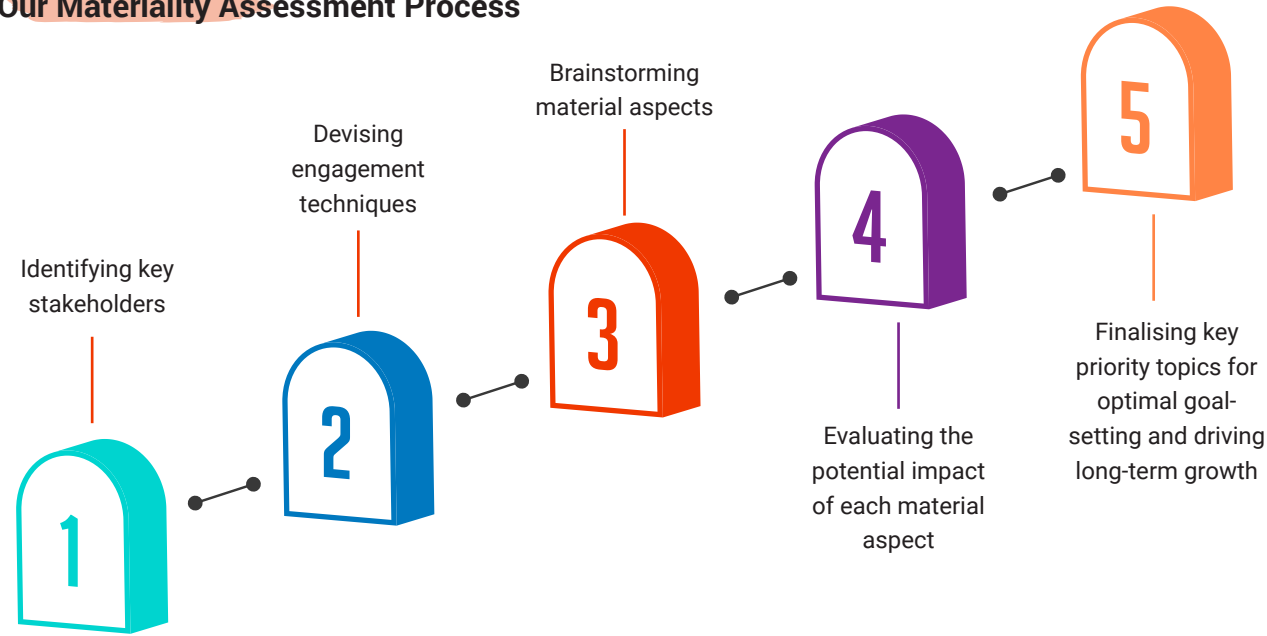 Our Materiality Assessment Process
Identifying key
stakeholders
1
Devising
engagement
techniques
2
Brainstorming
material aspects
3
4
Evaluating the
potential impact
of each material
aspect
5
Finalising key
priority topics for
optimal goal-
setting and driving
long-term growth